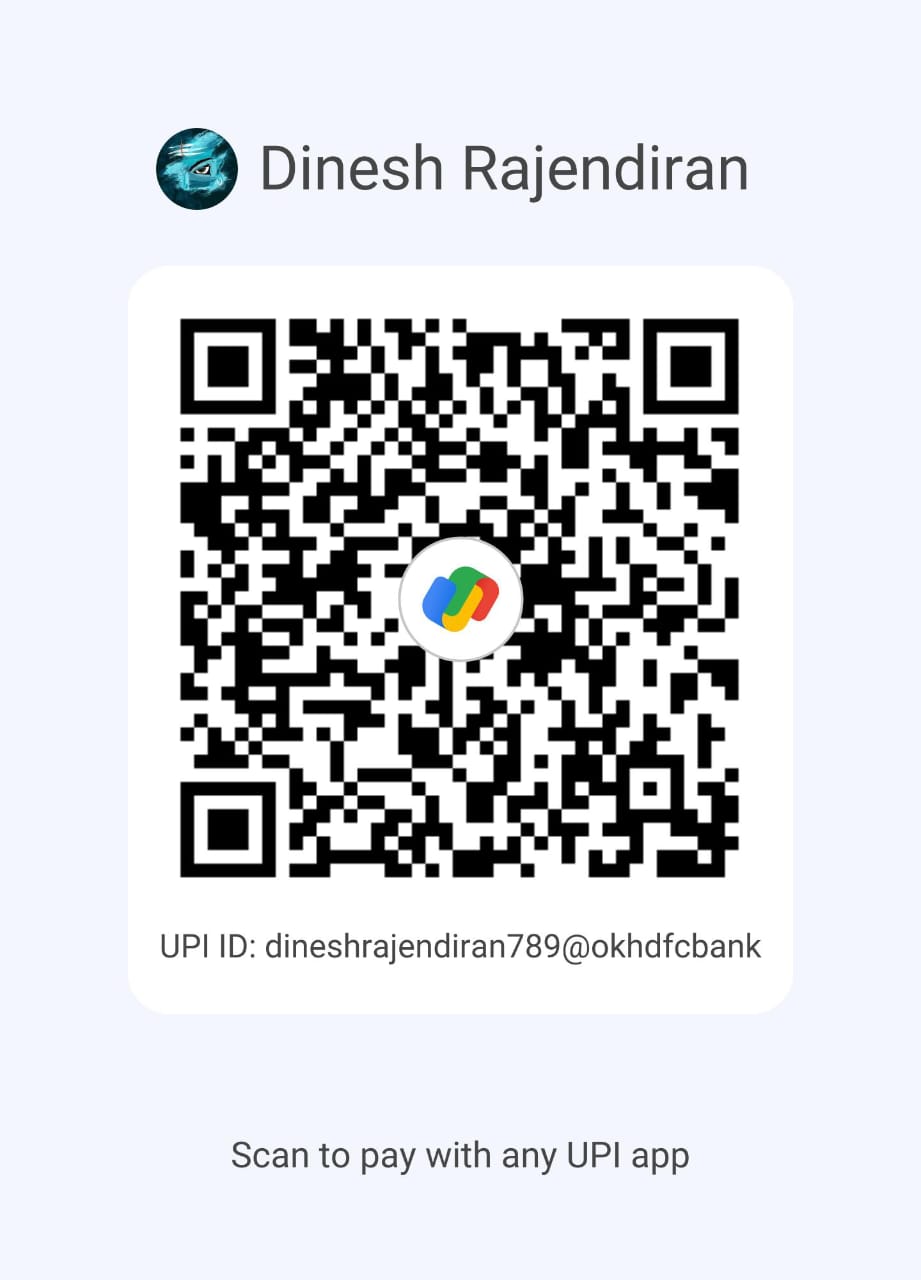 Dinesh Rajendiran
UPI ID: dineshrajendiran789@okhdfcbank
Scan to pay with any UPI app